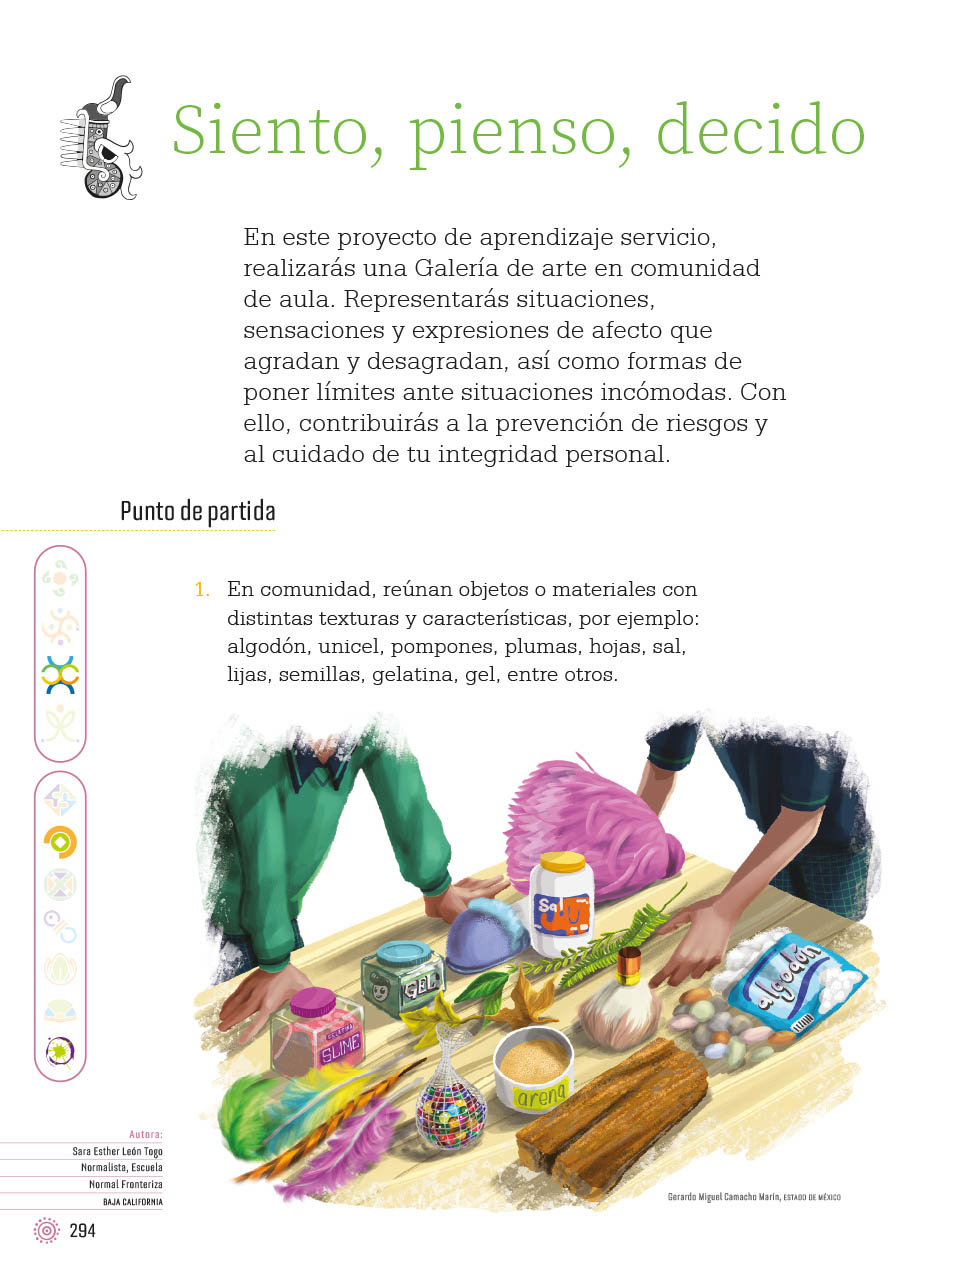 Siento, pienso, decido
En este proyecto de aprendizaje servicio,
realizarás una Galería de arte en comunidad
de aula. Representarás situaciones,
sensaciones y expresiones de afecto que
agradan y desagradan, así como formas de
poner límites ante situaciones incómodas. Con
ello, contribuirás a la prevención de riesgos y
al cuidado de tu integridad personal.
Punto de partida
1. En comunidad, reúnan objetos o materiales con
distintas texturas y características, por ejemplo:
algodón, unicel, pompones, plumas, hojas, sal,
lijas, semillas, gelatina, gel, entre otros.
GEL
SLIME
arena
algodón
Autora:
Sara Esther León Togo
Normalista, Escuela
Normal Fronteriza
BAJA CALIFORNIA
Gerardo Miguel Camacho Marín, ESTADO DE MÉXICO
294